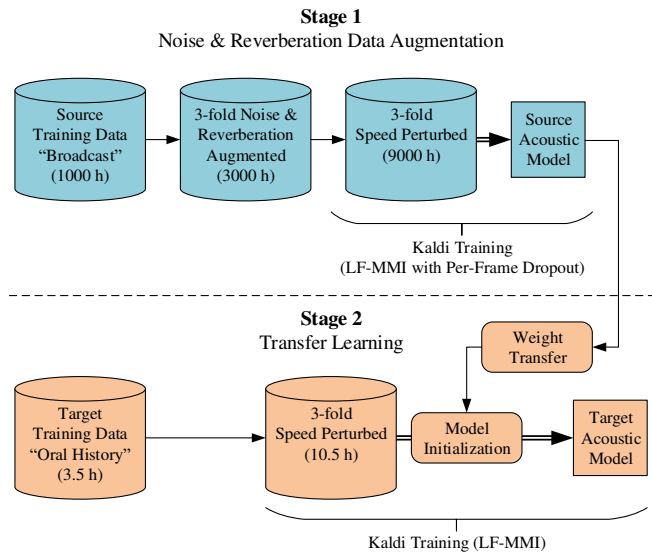 Stage 1
Noise & Reverberation Data Augmentation
Source
Training Data
“Broadcast”
(1000 h)
3-fold Noise &
Reverberation
Augmented
(3000 h)
3-fold
Speed Perturbed
(9000 h)
Source
Acoustic
Model
Kaldi Training
(LF-MMI with Per-Frame Dropout)
Stage 2
Transfer Learning
Weight
Transfer
Target
Training Data
“Oral History”
(3.5 h)
3-fold
Speed Perturbed
(10.5 h)
Model
Initialization
Target
Acoustic
Model
Kaldi Training (LF-MMI)